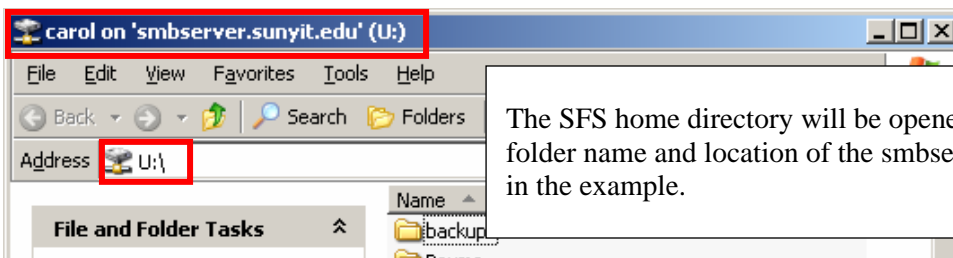 carol on 'smbserver.sunyit.edu' (U:)
File Edit View Favorites Tools Help
Back Search Folders
Address U:\
The SFS home directory will be opene
folder name and location of the smbse
in the example.
Name
File and Folder Tasks
backup